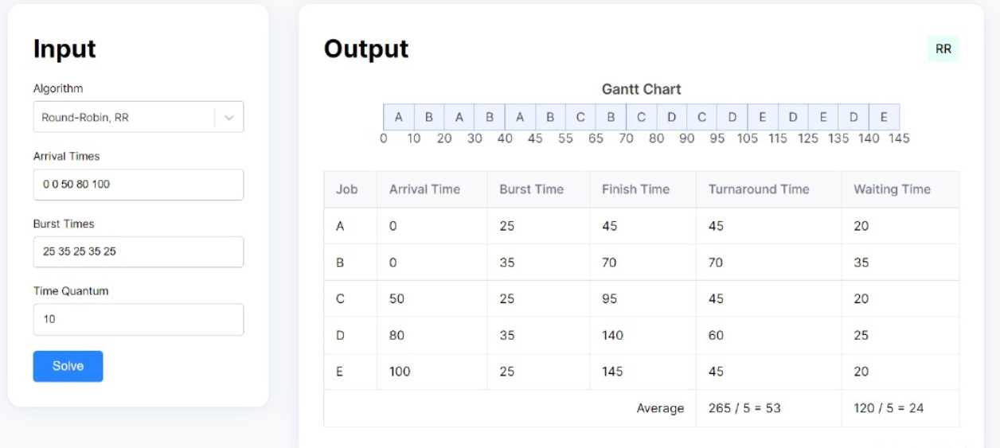 Input
Algorithm
Round-Robin, RR
Arrival Times
0 0 50 80 100
Burst Times
25 35 25 35 25
Time Quantum
10
Solve
Output
RR
Gantt Chart
A B A B A B C B C D C D E D E D E
0 10 20 30 40 45 55 65 70 80 90 95 105 115 125 135 140 145
Job Arrival Time Burst Time Finish Time Turnaround Time Waiting Time
A 0 25 45 45 20
B 0 35 70 70 35
C 50 25 95 45 20
D 80 35 140 60 25
E 100 25 145 45 20
Average 265 / 5 = 53 120 / 5 = 24